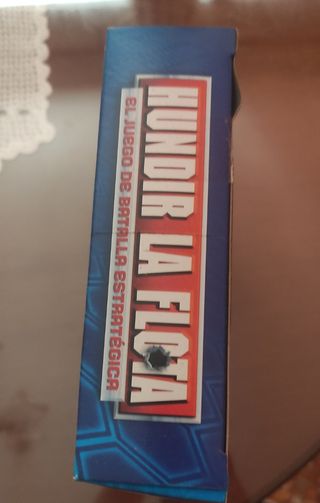 HUNDIR LA FLOTA
EL JUEGO DE BATALLA ESTRATÉGICA